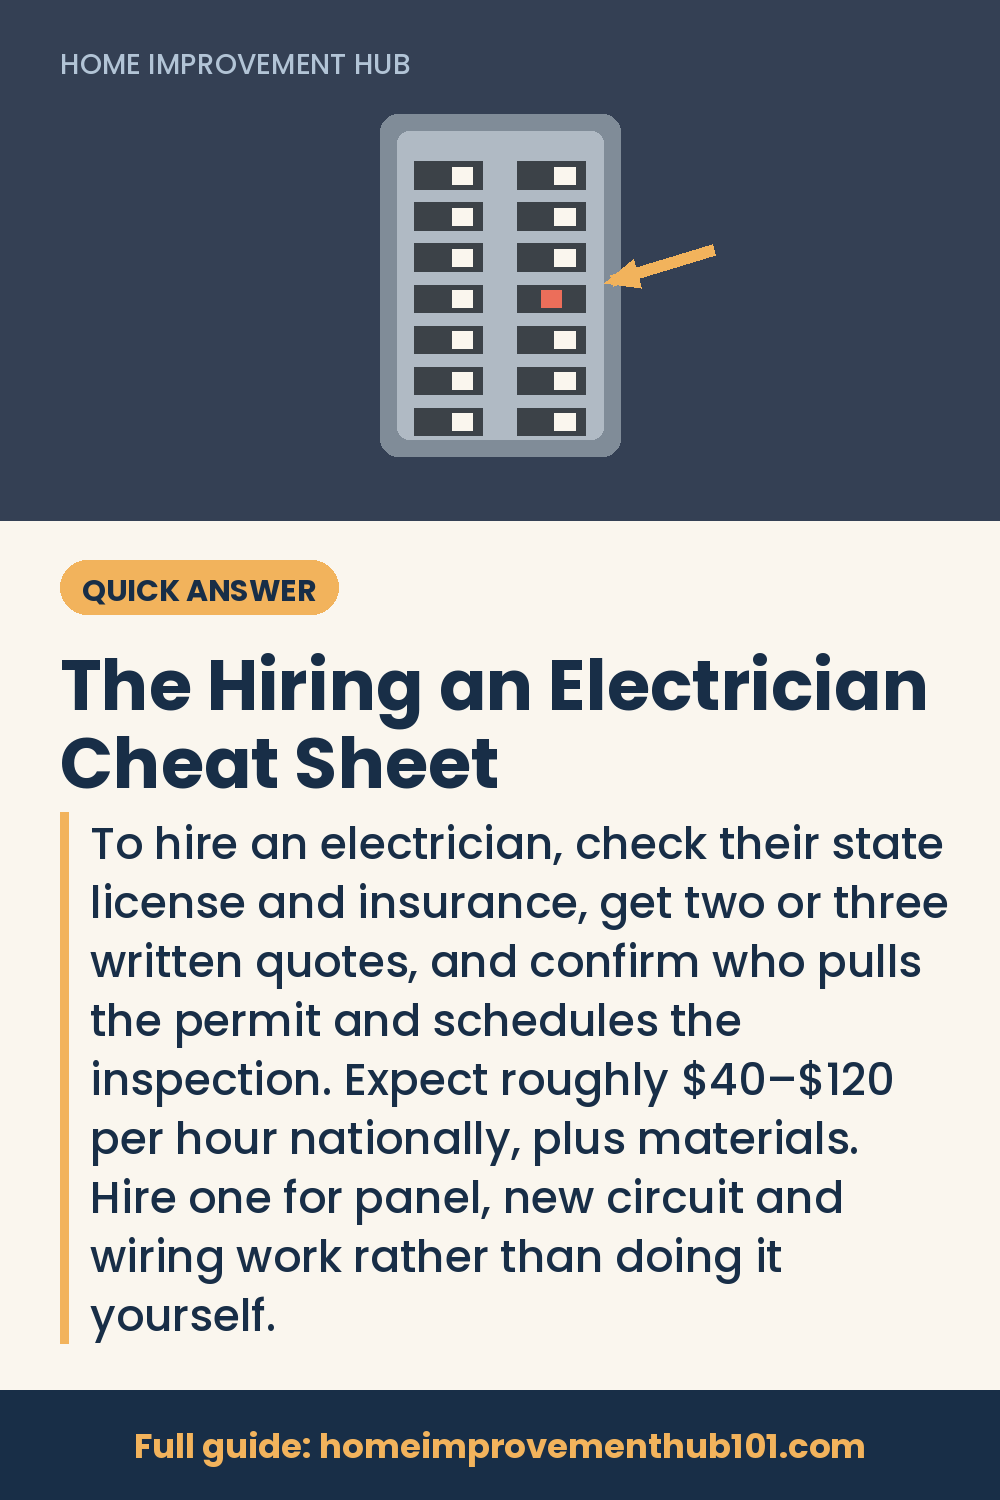 HOME IMPROVEMENT HUB
QUICK ANSWER
The Hiring an Electrician
Cheat Sheet
To hire an electrician, check their state
license and insurance, get two or three
written quotes, and confirm who pulls
the permit and schedules the
inspection. Expect roughly $40–$120
per hour nationally, plus materials.
Hire one for panel, new circuit and
wiring work rather than doing it
yourself.
Full guide: homeimprovementhub101.com